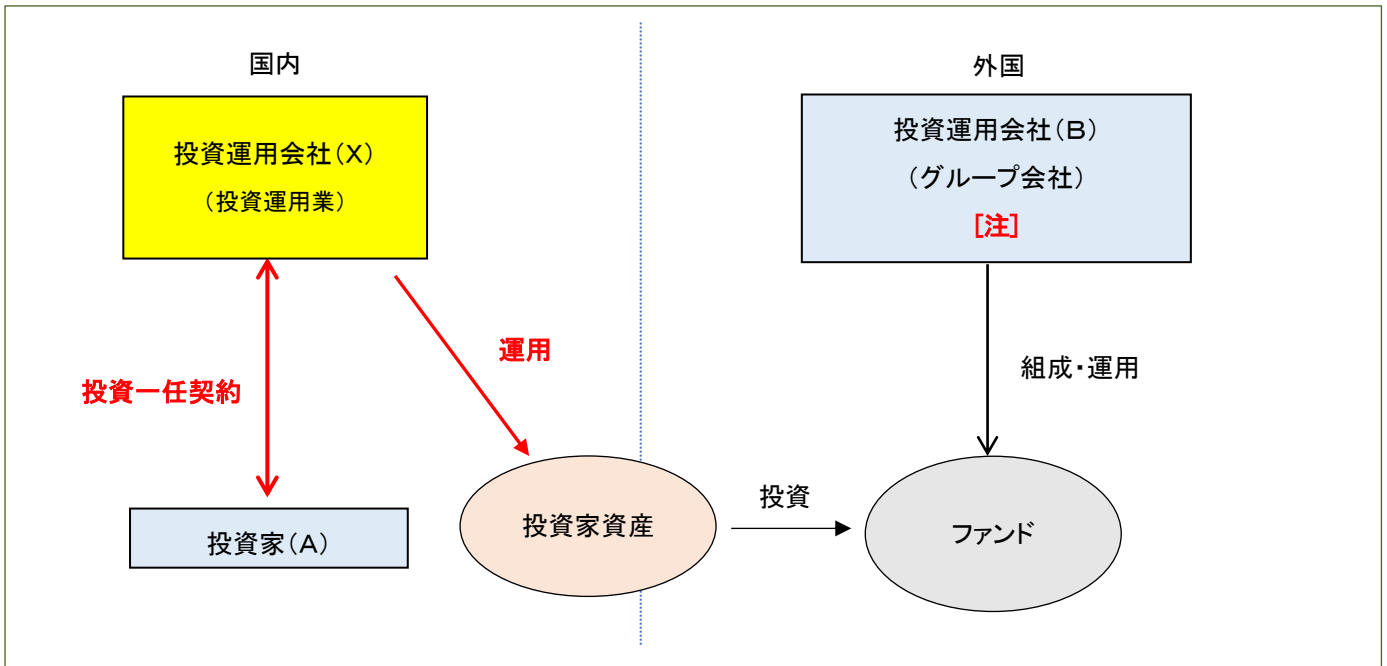 国内
外国
投資運用会社(X)
(投資運用業)
投資運用会社(B)
(グループ会社)
[注]
運用
組成・運用
投資一任契約
投資
投資家(A)
投資家資産
ファンド